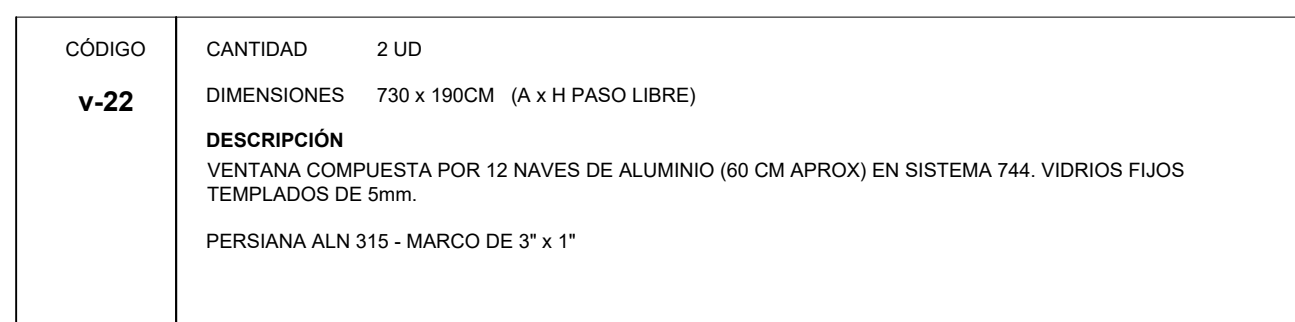 CÓDIGO
v-22
CANTIDAD 2 UD
DIMENSIONES 730 x 190CM (A x H PASO LIBRE)
DESCRIPCIÓN
VENTANA COMPUESTA POR 12 NAVES DE ALUMINIO (60 CM APROX) EN SISTEMA 744. VIDRIOS FIJOS
TEMPLADOS DE 5mm.
PERSIANA ALN 315 - MARCO DE 3" x 1"